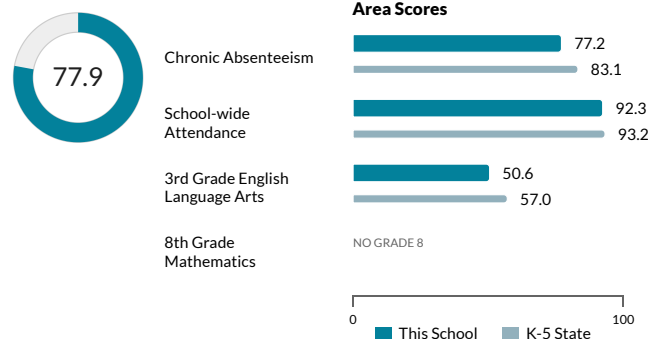 Area Scores
77.9
Chronic Absenteeism
77.2
83.1
School-wide
Attendance
92.3
93.2
3rd Grade English
Language Arts
50.6
57.0
8th Grade
Mathematics
NO GRADE 8
0
100
This School
K-5 State